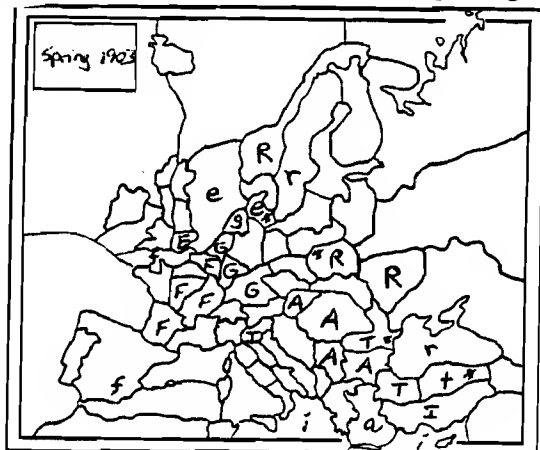 Spring 1903
R
e r
g e *
E G
f F G * R R
F F G A
F A
I T *
A A r
f T t *
i a I
i